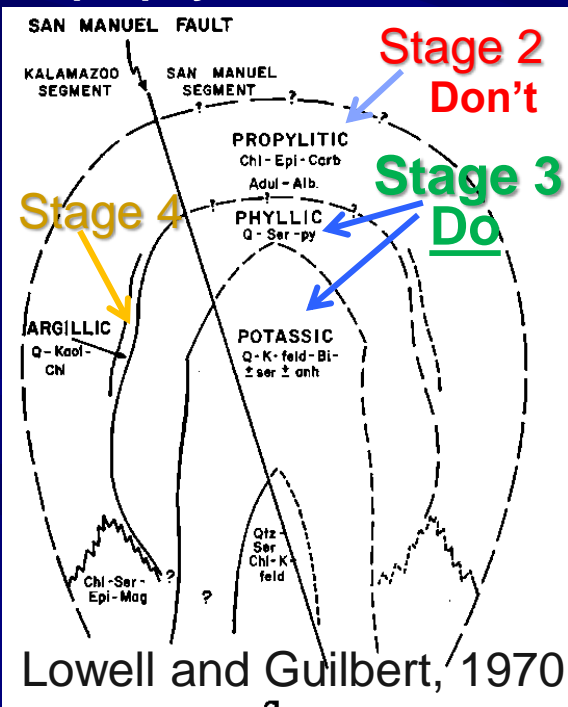 SAN MANUEL FAULT
KALAMAZOO SEGMENT
SAN MANUEL SEGMENT
Stage 2
Don't
?
?
?
PROPYLITIC
Chl-Epi-Carb
Adul-Alb.
Stage 3
Do
Stage 4
?
?
?
PHYLLIC
Q-Ser-py
ARGILLIC
Q-Kaol-
Chl
POTASSIC
Q-K-feld-Bi-
± ser ± anh
Qtz-
Ser
Chl-K-
feld
Chl-Ser-
Epi-Mag
?
?
Lowell and Guilbert, 1970